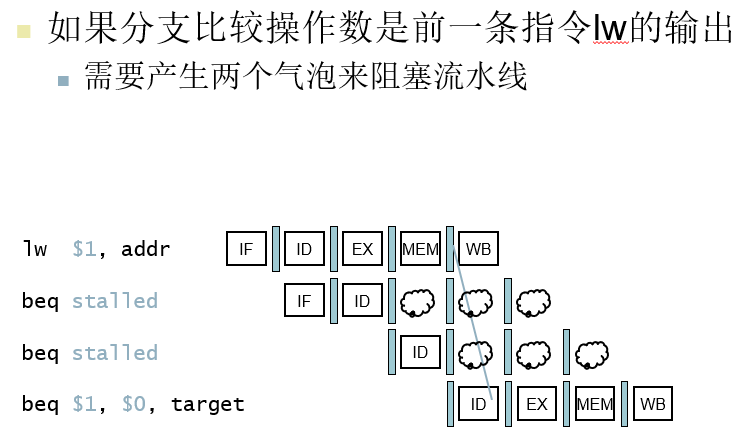 如果分支比较操作数是前一条指令lw的输出
需要产生两个气泡来阻塞流水线
lw $1, addr IF ID EX MEM WB
beq stalled IF ID
beq stalled ID
beq $1, $0, target ID EX MEM WB